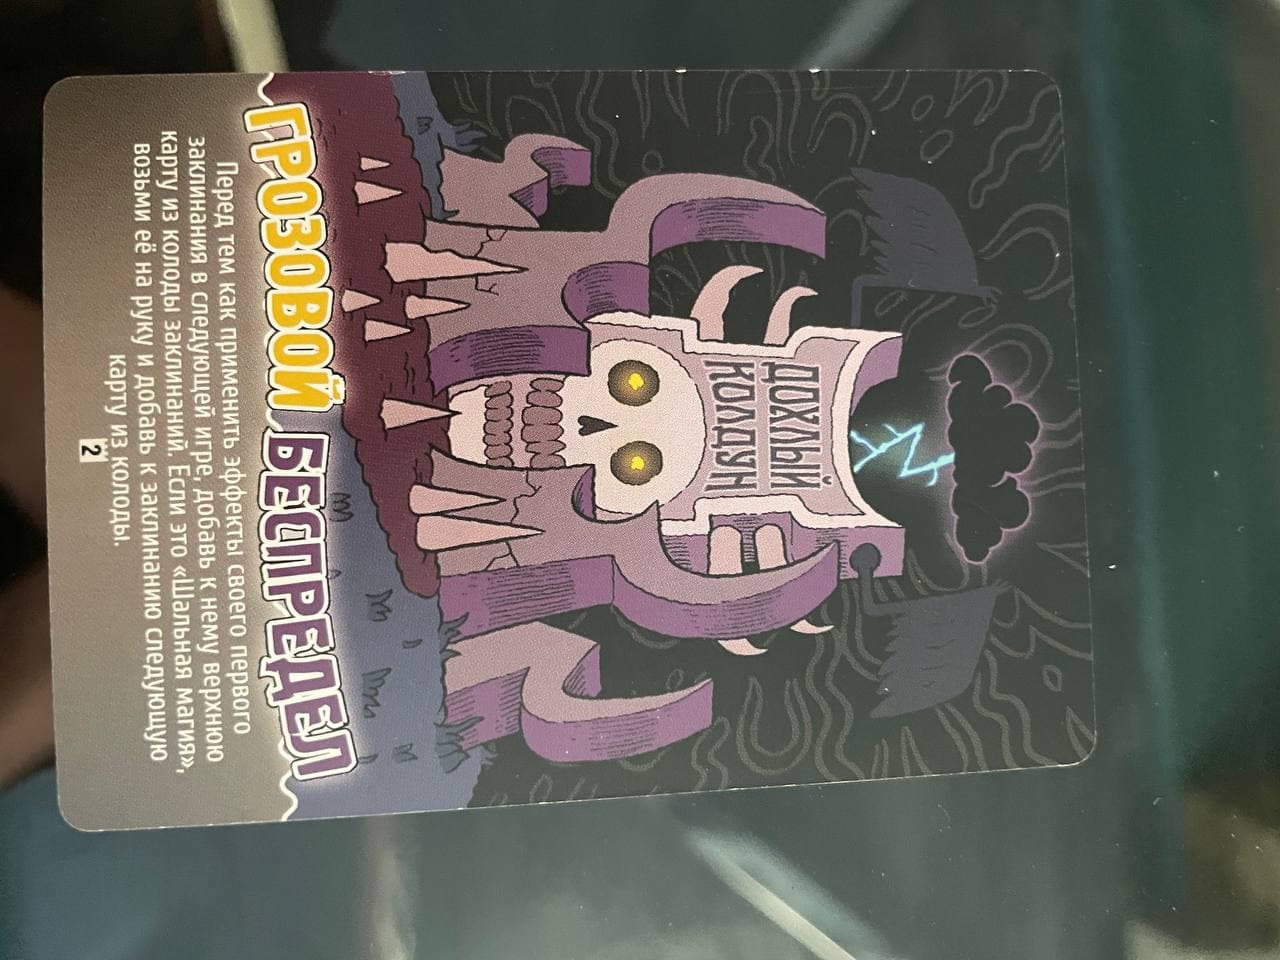 ДОХЛЫЙ
КОЛДУН
ГРОЗОВОЙ БЕСПРЕДЕЛ
Перед тем как применить эффекты своего первого
заклинания в следующей игре, добавь к нему верхнюю
карту из колоды заклинаний. Если это «Шальная магия»,
возьми её на руку и добавь к заклинанию следующую
карту из колоды.
2